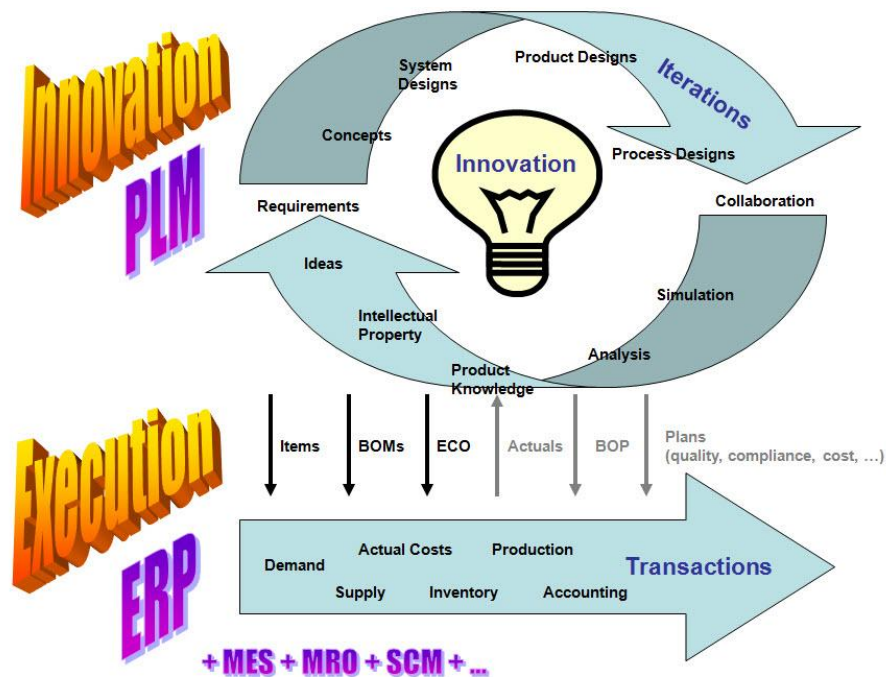 Innovation
PLM
System
Designs
Product Designs
Iterations
Concepts
Innovation
Process Designs
Requirements
Collaboration
Ideas
Simulation
Intellectual
Property
Analysis
Product
Knowledge
Execution
ERP
Items
BOMs
ECO
Actuals
BOP
Plans
(quality, compliance, cost, ...)
Demand
Actual Costs
Production
Transactions
Supply
Inventory
Accounting
+ MES + MRO + SCM + ...